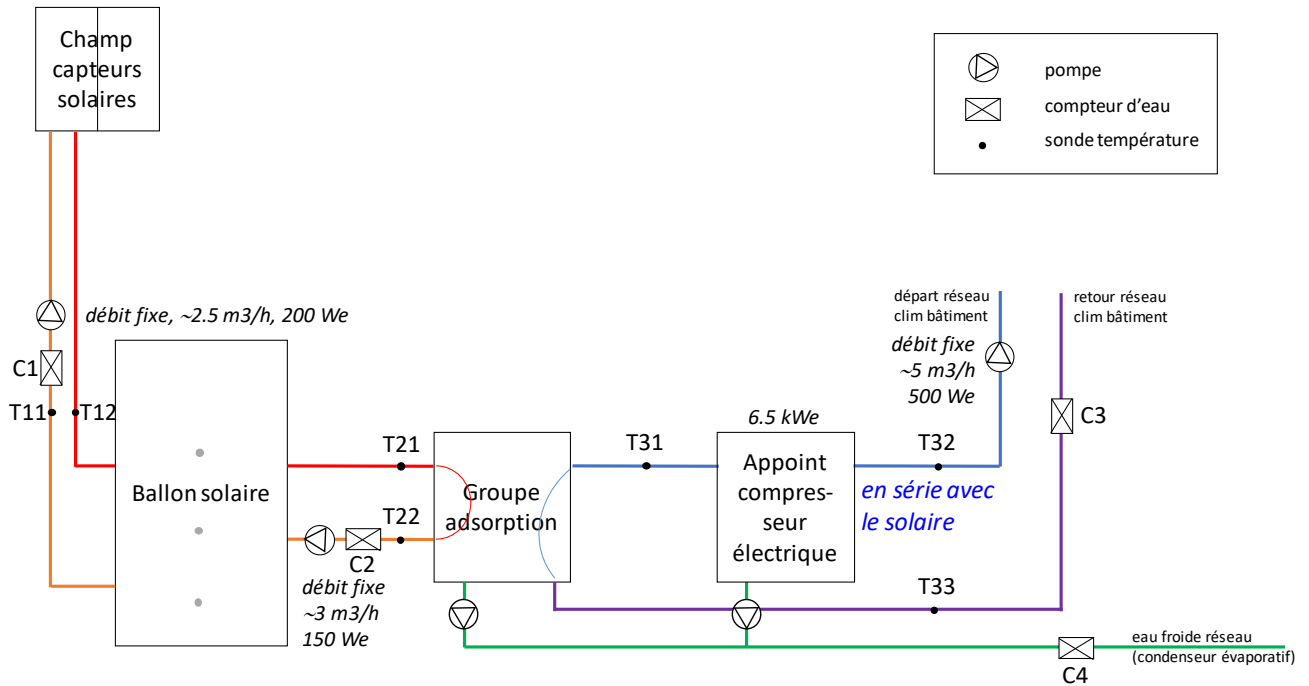 Champ
capteurs
solaires
pompe
compteur d'eau
sonde température
débit fixe, ~2.5 m3/h, 200 We
C1
T11
T12
départ réseau
clim bâtiment
retour réseau
clim bâtiment
débit fixe
~5 m3/h
500 We
C3
6.5 kWe
T21
T31
T32
Ballon solaire
Groupe
adsorption
Appoint
compres-
seur
électrique
en série avec
le solaire
T22
C2
débit fixe
~3 m3/h
150 We
T33
eau froide réseau
(condenseur évaporatif)
C4